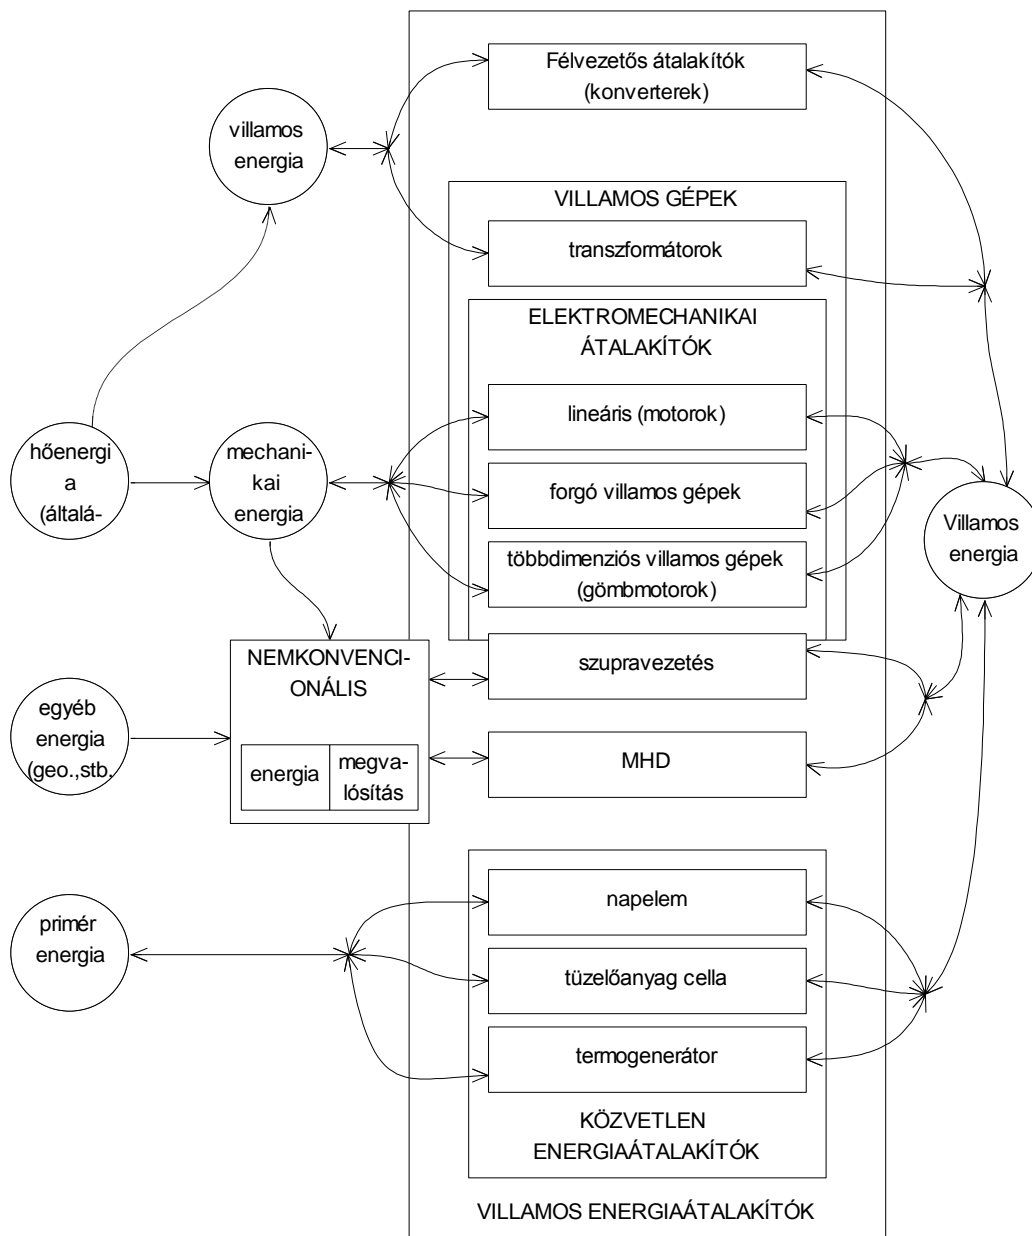 Félvezetős átalakítók
(konverterek)
villamos
energia
VILLAMOS GÉPEK
transzformátorok
ELEKTROMECHANIKAI
ÁTALAKÍTÓK
lineáris (motorok)
hőenergi
a
(általá-
mechani-
kai
energia
forgó villamos gépek
Villamos
energia
többdimenziós villamos gépek
(gömbmotorok)
NEMKONVENCI-
ONÁLIS
szupravezetés
egyéb
energia
(geo.,stb.
energia
megva-
lósítás
MHD
napelem
primér
energia
tüzelőanyag cella
termogenerátor
KÖZVETLEN
ENERGIAÁTALAKÍTÓK
VILLAMOS ENERGIAÁTALAKÍTÓK